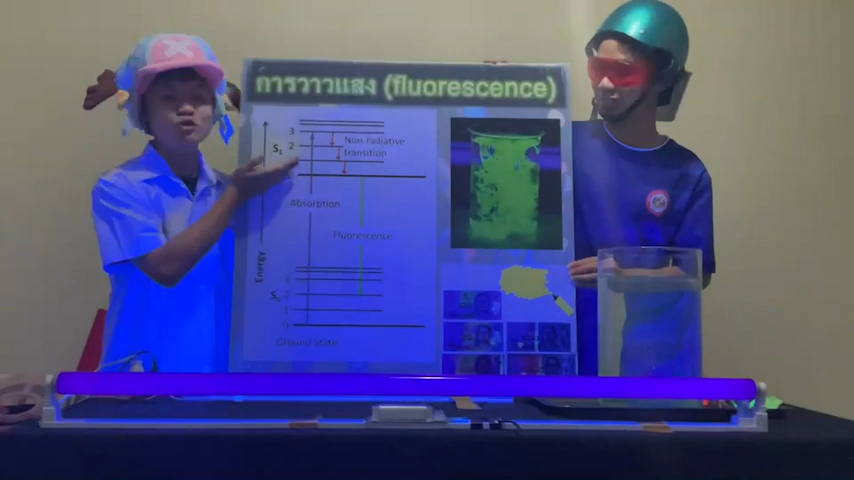 การวาวแสง (fluorescence)
3
Non-radiative
S₁
2
transition
Absorption
Fluorescence
Energy
S₀
2
1
0
Ground state